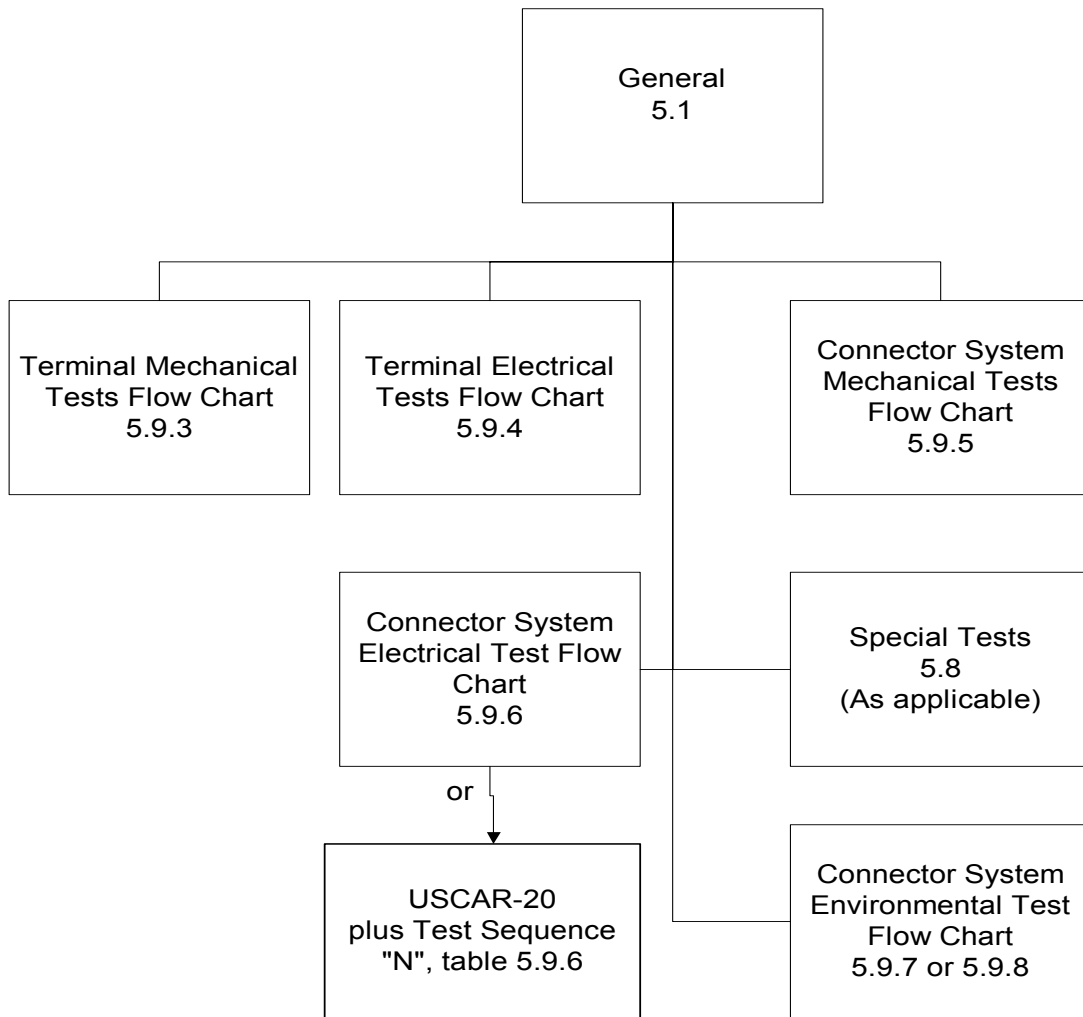 General
5.1
Terminal Mechanical
Tests Flow Chart
5.9.3
Terminal Electrical
Tests Flow Chart
5.9.4
Connector System
Mechanical Tests
Flow Chart
5.9.5
Connector System
Electrical Test Flow
Chart
5.9.6
Special Tests
5.8
(As applicable)
or
USCAR-20
plus Test Sequence
"N", table 5.9.6
Connector System
Environmental Test
Flow Chart
5.9.7 or 5.9.8